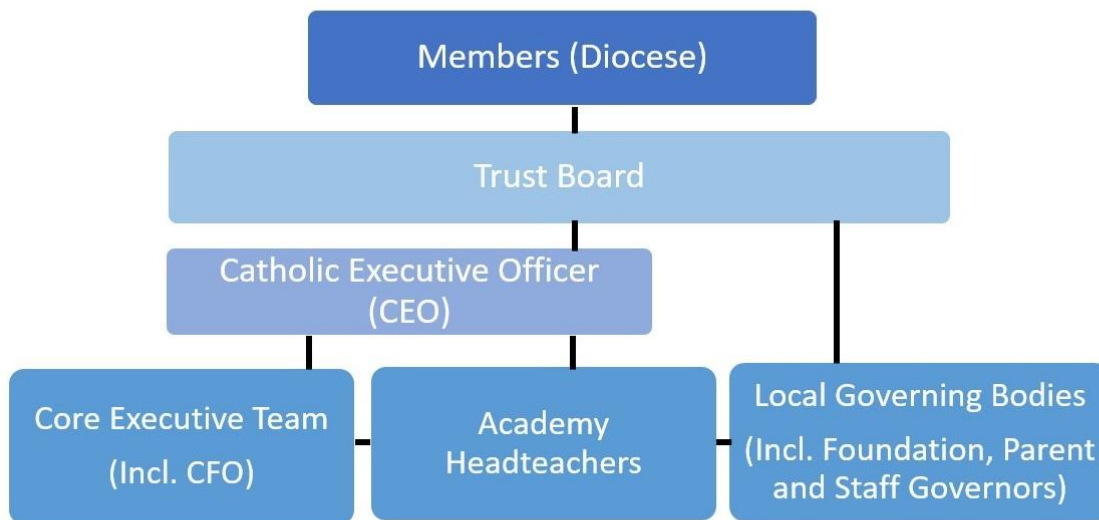 Members (Diocese)
Trust Board
Catholic Executive Officer
(CEO)
Core Executive Team
(Incl. CFO)
Academy
Headteachers
Local Governing Bodies
(Incl. Foundation, Parent
and Staff Governors)